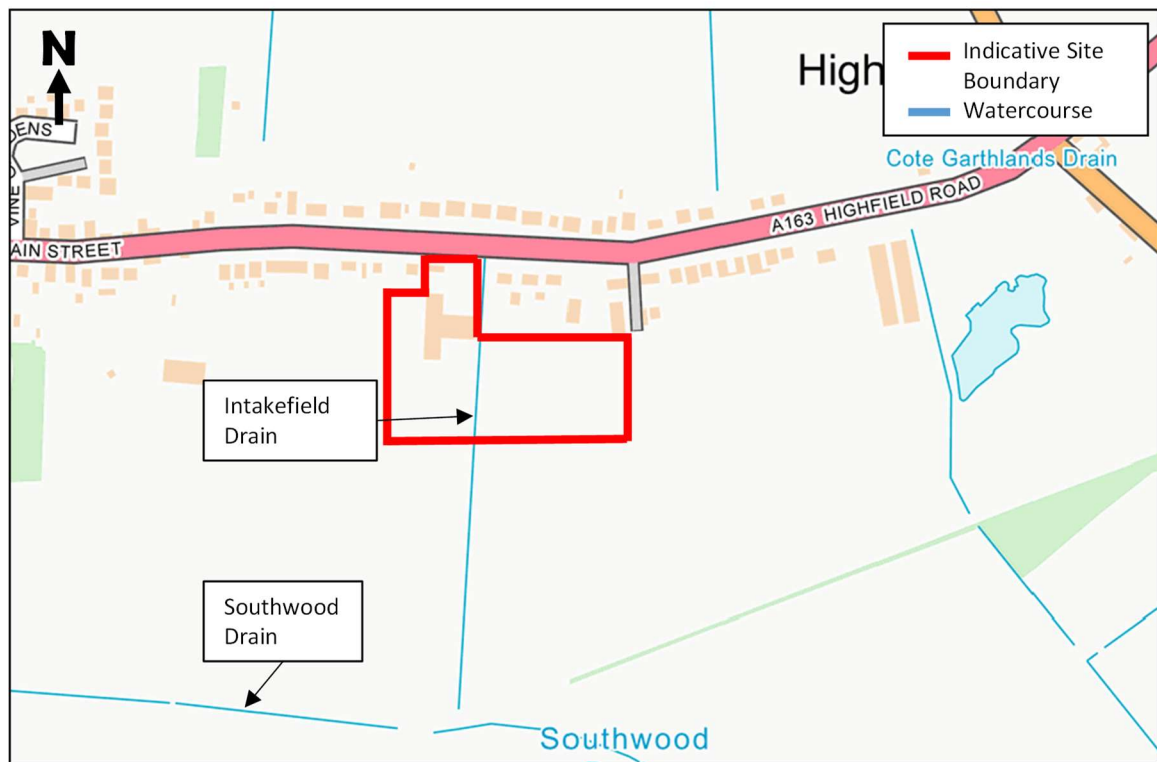 N
High
Indicative Site
Boundary
Watercourse
DENS
VINE
Cote Garthlands Drain
A163 HIGHFIELD ROAD
AIN STREET
Intakefield
Drain
Southwood
Drain
Southwood